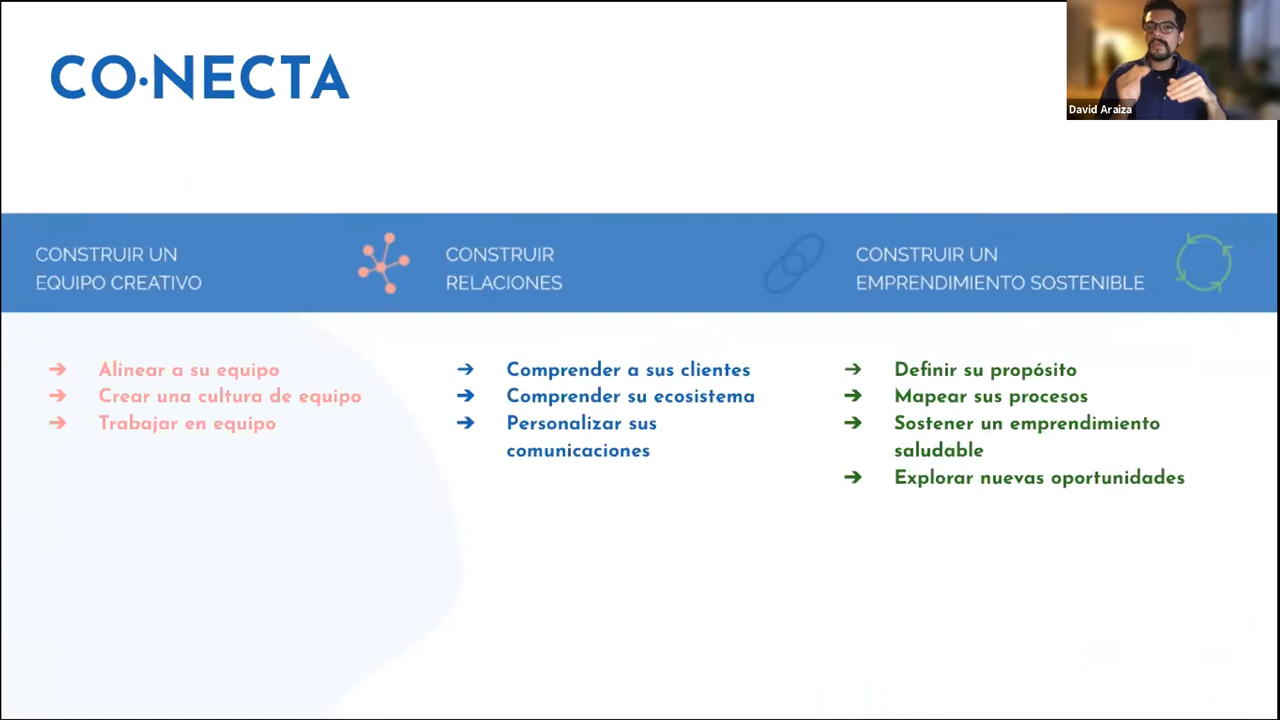 CO·NECTA
David Araiza
CONSTRUIR UN
EQUIPO CREATIVO
CONSTRUIR
RELACIONES
CONSTRUIR UN
EMPRENDIMIENTO SOSTENIBLE
➔ Alinear a su equipo
➔ Crear una cultura de equipo
➔ Trabajar en equipo
➔ Comprender a sus clientes
➔ Comprender su ecosistema
➔ Personalizar sus
comunicaciones
➔ Definir su propósito
➔ Mapear sus procesos
➔ Sostener un emprendimiento
saludable
➔ Explorar nuevas oportunidades